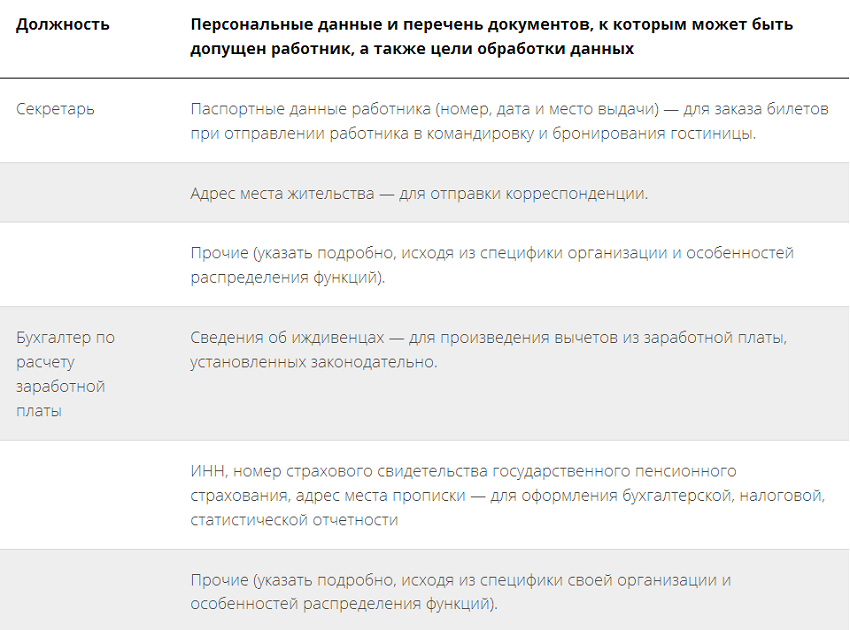 Должность
Персональные данные и перечень документов, к которым может быть
допущен работник, а также цели обработки данных
Секретарь
Паспортные данные работника (номер, дата и место выдачи) — для заказа билетов
при отправлении работника в командировку и бронирования гостиницы.
Адрес места жительства — для отправки корреспонденции.
Прочие (указать подробно, исходя из специфики организации и особенностей
распределения функций).
Бухгалтер по
расчету
заработной
платы
Сведения об иждивенцах — для произведения вычетов из заработной платы,
установленных законодательно.
ИНН, номер страхового свидетельства государственного пенсионного
страхования, адрес места прописки — для оформления бухгалтерской, налоговой,
статистической отчетности
Прочие (указать подробно, исходя из специфики своей организации и
особенностей распределения функций).